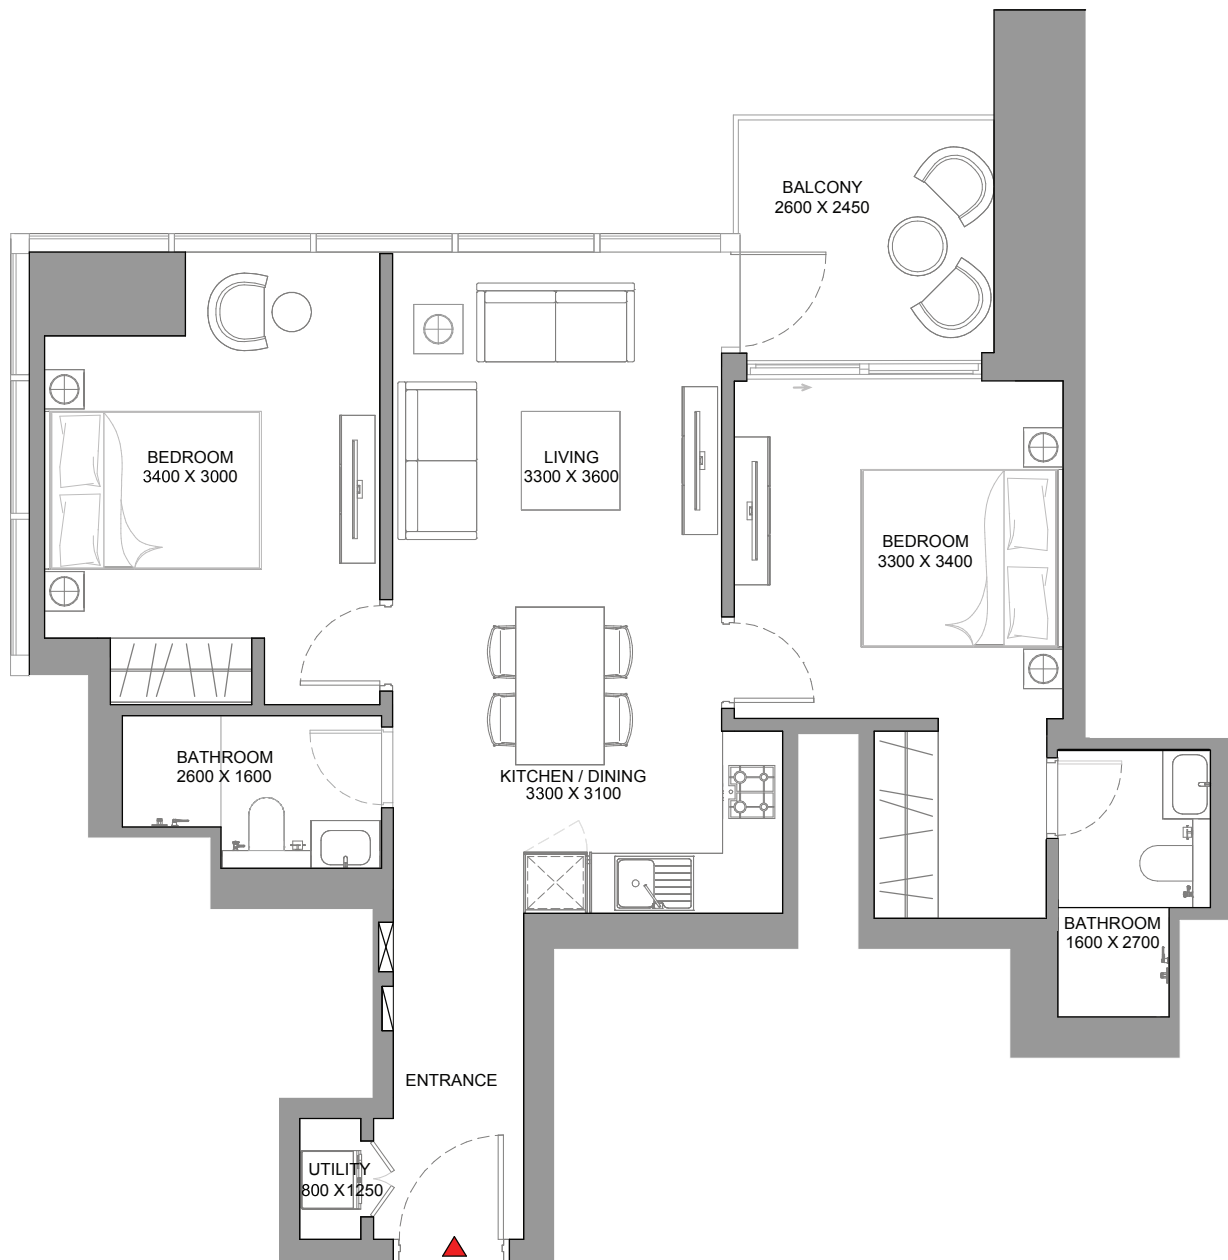 BALCONY
2600 X 2450
BEDROOM
3400 X 3000
LIVING
3300 X 3600
BEDROOM
3300 X 3400
BATHROOM
2600 X 1600
KITCHEN / DINING
3300 X 3100
BATHROOM
1600 X 2700
ENTRANCE
UTILITY
800 X 1250